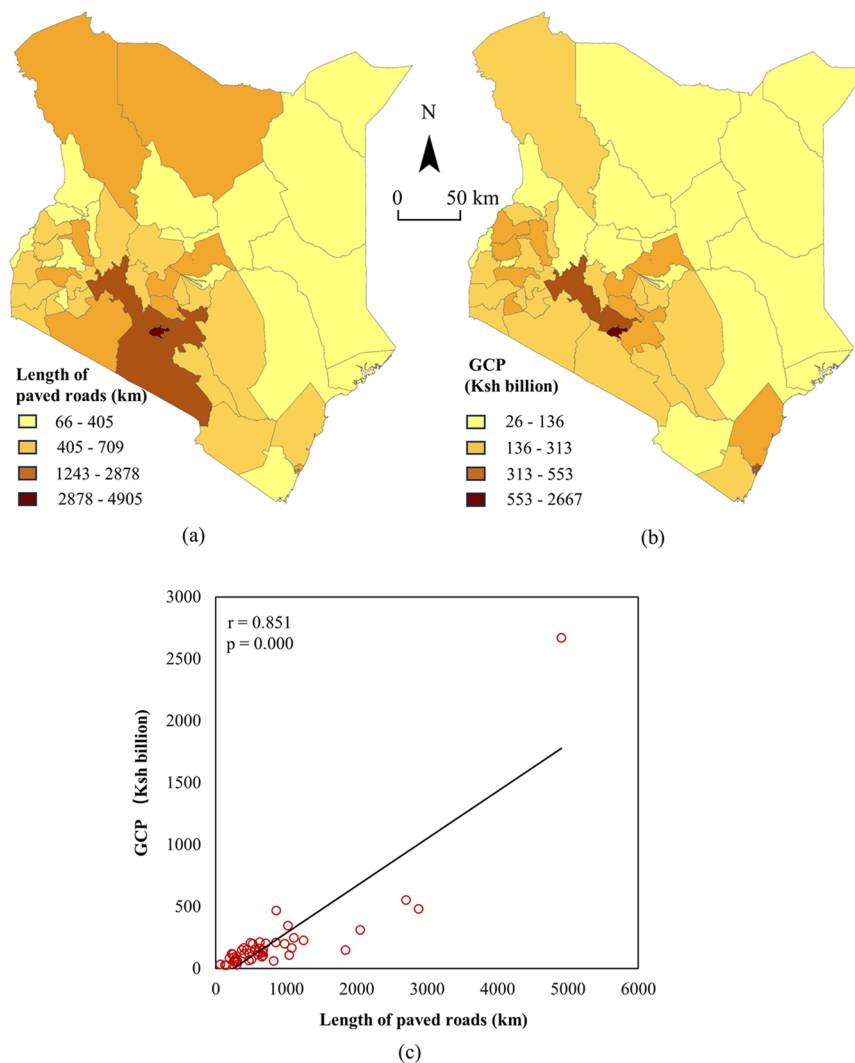 N
0 50 km
Length of
paved roads (km)
66 - 405
405 - 709
1243 - 2878
2878 - 4905
(a)
GCP
(Ksh billion)
26 - 136
136 - 313
313 - 553
553 - 2667
(b)
3000
2500
2000
1500
1000
500
0
r = 0.851
p = 0.000
GCP (Ksh billion)
0 1000 2000 3000 4000 5000 6000
Length of paved roads (km)
(c)